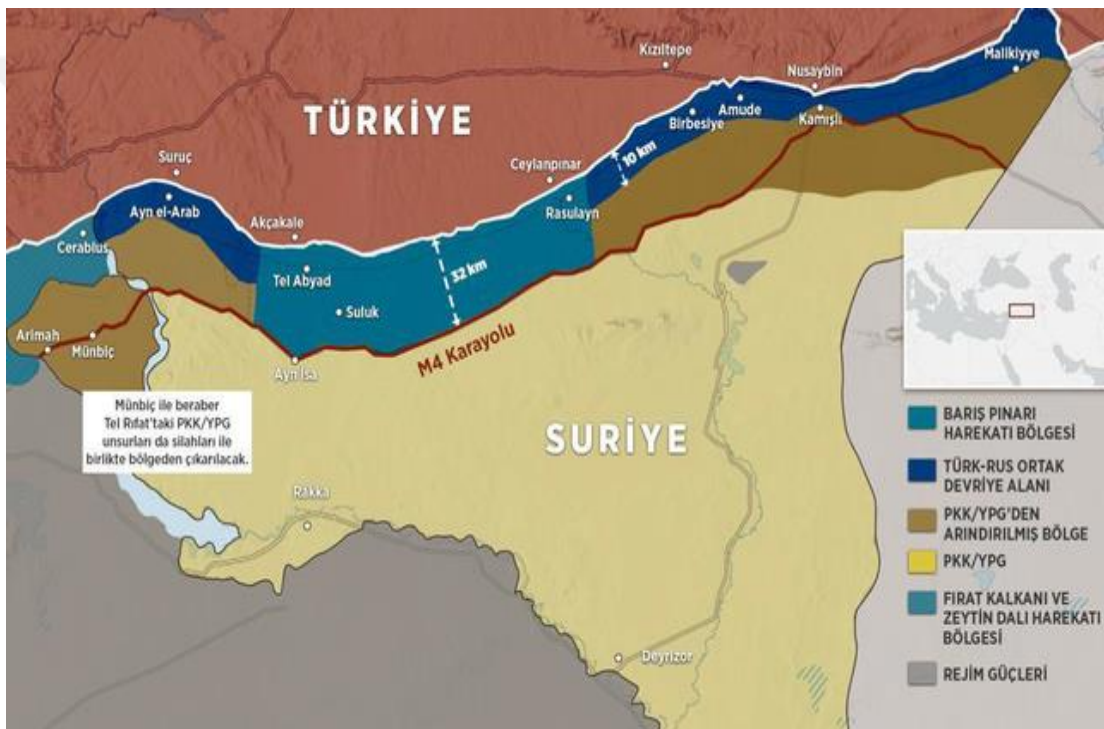 Kızıltepe
Nusaybin
Malikiyye
TÜRKİYE
Birbesiye
Amude
Kamışlı
Suruç
Ceylanpınar
10 km
Ayn el-Arab
Akçakale
Rasulayn
Cerablus
32 km
Tel Abyad
Suluk
Arimah
Münbiç
M4 Karayolu
Ayn İsa
Münbiç ile beraber
Tel Rıfat'taki PKK/YPG
unsurları da silahları ile
birlikte bölgeden çıkarılacak.
SURİYE
Rakka
Deyrizor
BARIŞ PINARI
HAREKATI BÖLGESİ
TÜRK-RUS ORTAK
DEVRİYE ALANI
PKK/YPG'DEN
ARINDIRILMIŞ BÖLGE
PKK/YPG
FIRAT KALKANI VE
ZEYTİN DALI HAREKATI
BÖLGESİ
REJİM GÜÇLERİ